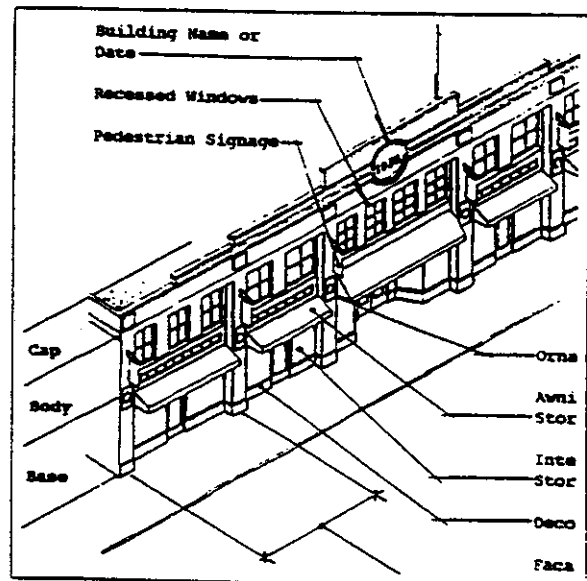 Building Name or
Date
Recessed Windows
Pedestrian Signage
Cap
Body
Base
Orna
Awni
Stor
Inte
Stor
Deco
Faca